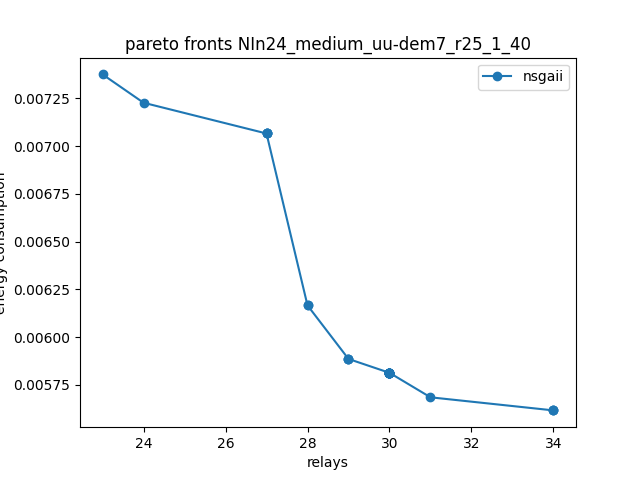 pareto fronts NIn24_medium_uu-dem7_r25_1_40
nsgaii
0.00725
0.00700
0.00675
0.00650
0.00625
0.00600
0.00575
energy consumption
24 26 28 30 32 34
relays